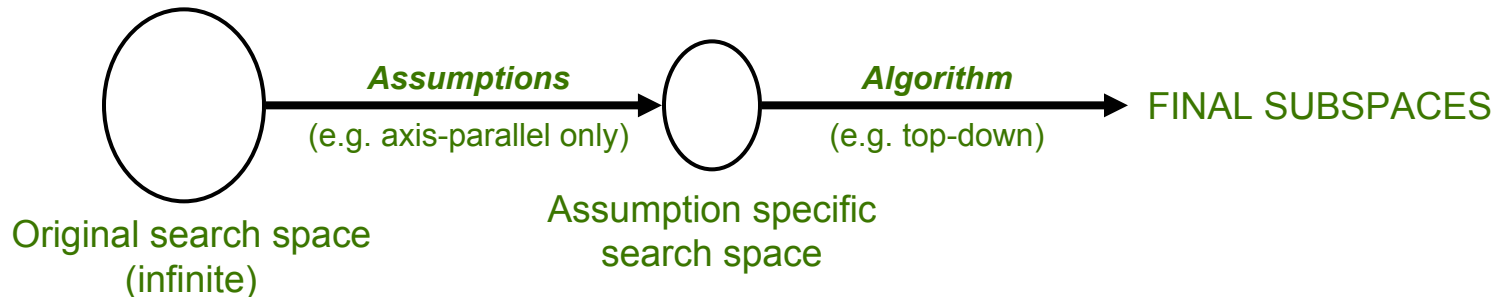 Assumptions
(e.g. axis-parallel only)
Algorithm
(e.g. top-down)
FINAL SUBSPACES
Original search space
(infinite)
Assumption specific
search space